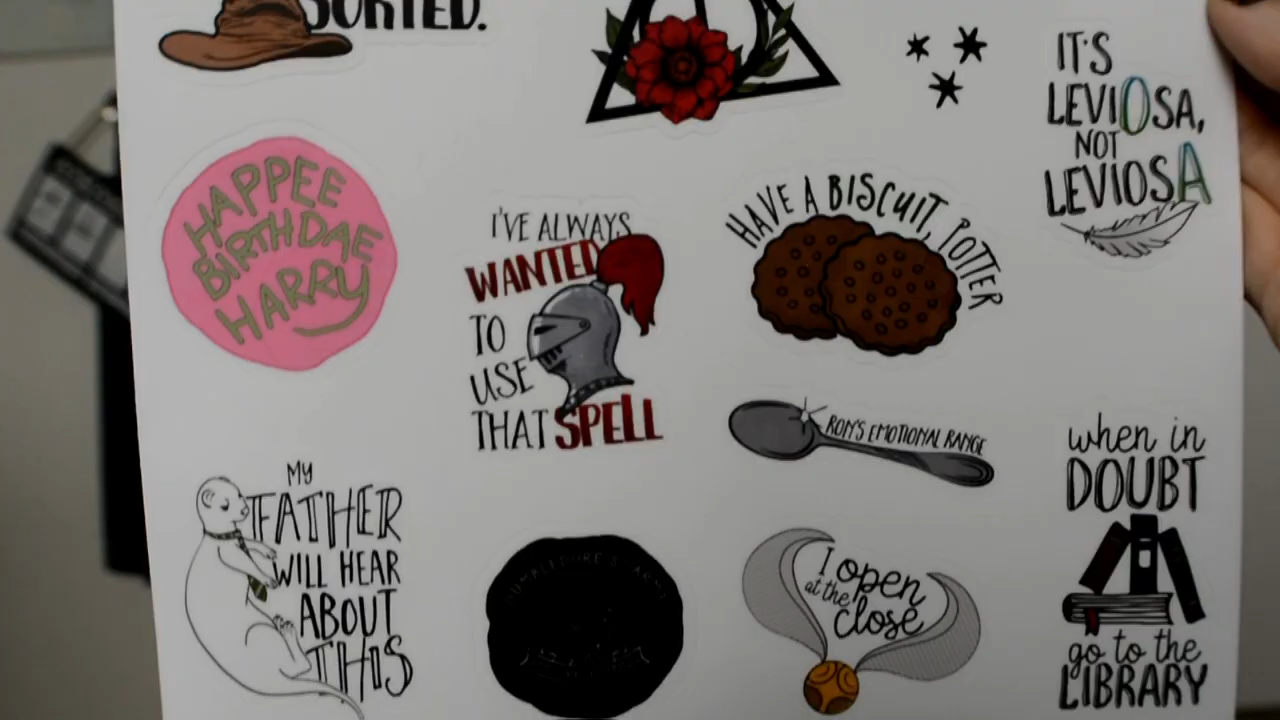 SORTED.
IT'S
LEVIOSA,
NOT
LEVIOSA
HAPPEE
BIRTHDAE
HARRY
I'VE ALWAYS
WANTED
TO
USE
THAT SPELL
HAVE A BISCUIT, POTTER
RON'S EMOTIONAL RANGE
when in
DOUBT
go to the
LIBRARY
MY
FATHER
WILL HEAR
ABOUT
THIS
DUMBLEDORE'S ARMY
I open
at the
close